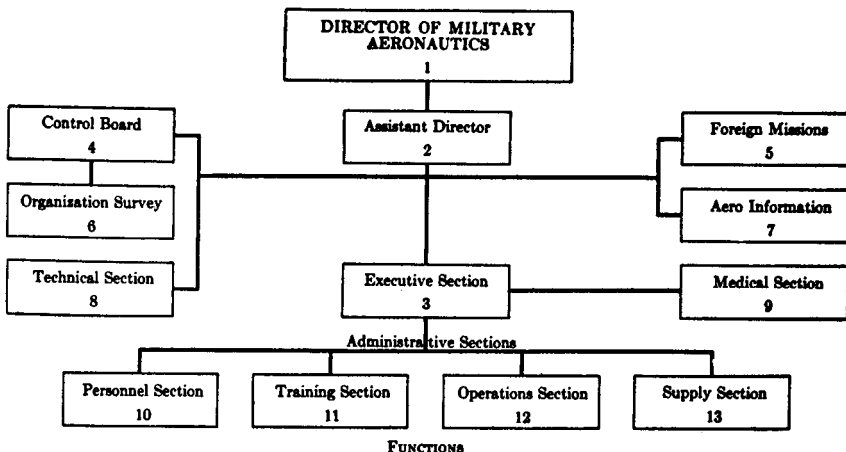 DIRECTOR OF MILITARY
AERONAUTICS
1
Control Board
4
Assistant Director
2
Foreign Missions
5
Organization Survey
6
Aero Information
7
Technical Section
8
Executive Section
3
Medical Section
9
Administrative Sections
Personnel Section
10
Training Section
11
Operations Section
12
Supply Section
13
FUNCTIONS